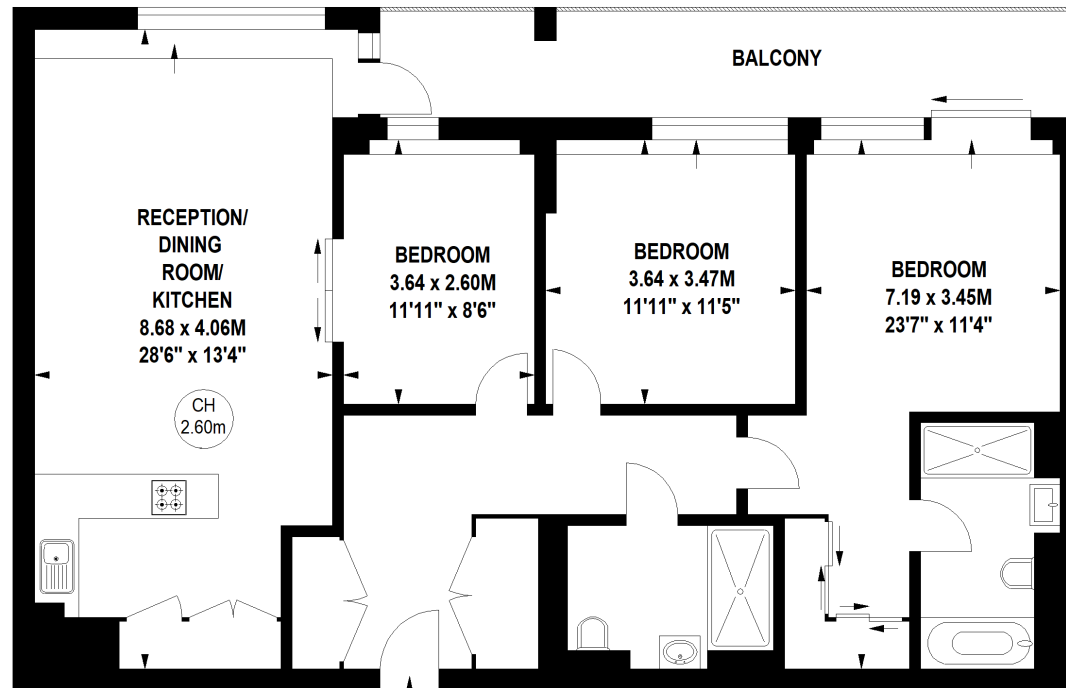 BALCONY
RECEPTION/
DINING
ROOM/
KITCHEN
8.68 x 4.06M
28'6" x 13'4"
CH
2.60m
BEDROOM
3.64 x 2.60M
11'11" x 8'6"
BEDROOM
3.64 x 3.47M
11'11" x 11'5"
BEDROOM
7.19 x 3.45M
23'7" x 11'4"